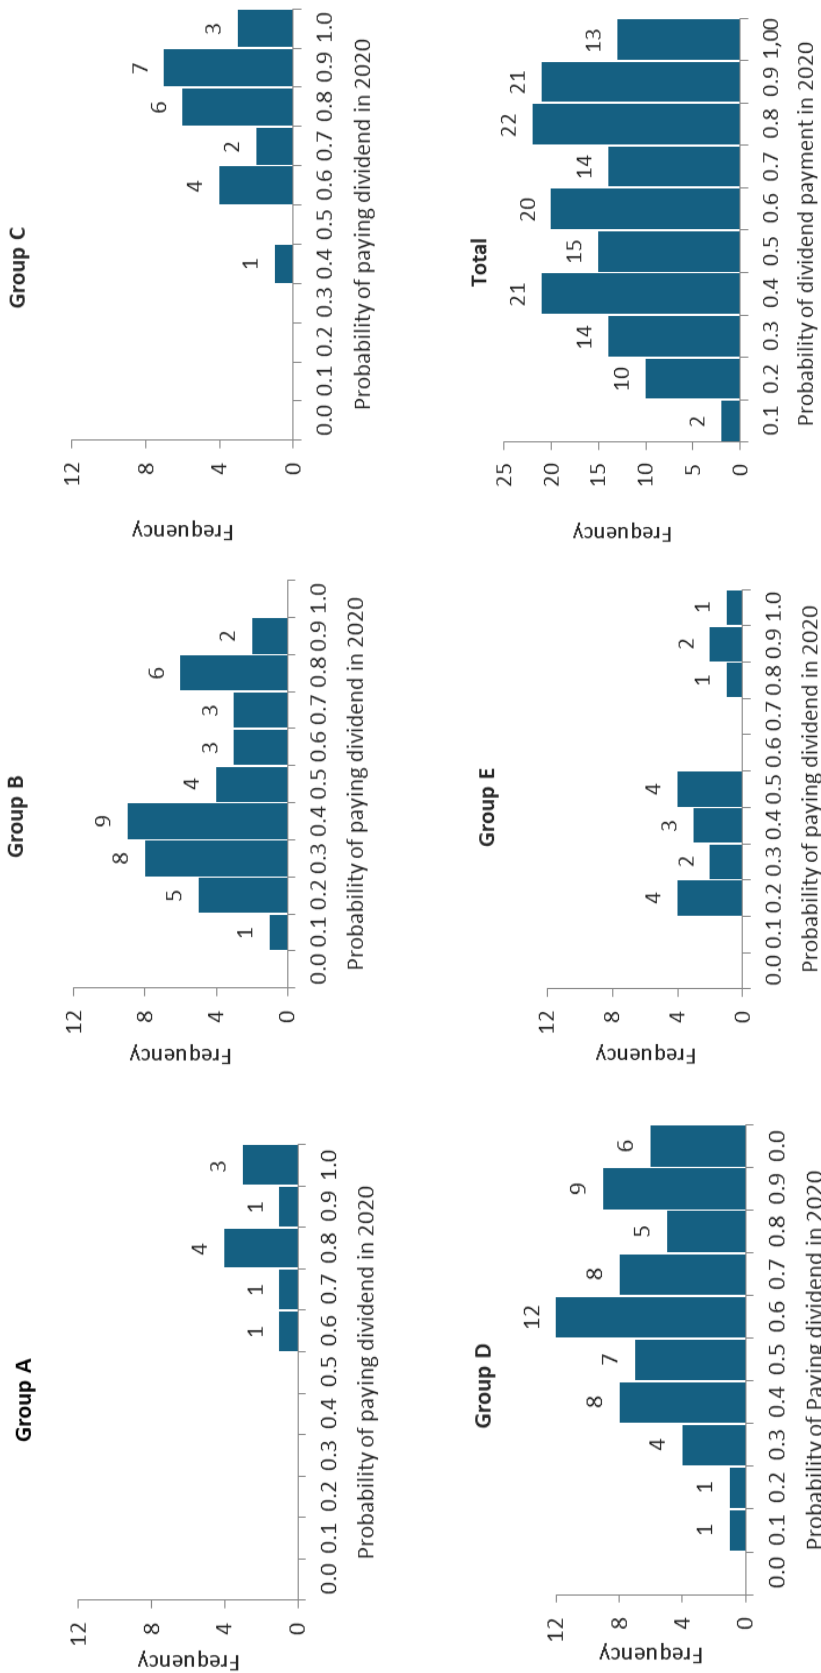 Group A
12
8
4
0
Frequency
1 1 4 1 3
0.0 0.1 0.2 0.3 0.4 0.5 0.6 0.7 0.8 0.9 1.0
Probability of paying dividend in 2020
Group B
12
8
4
0
Frequency
1 5 8 9 4 3 3 6 2
0.0 0.1 0.2 0.3 0.4 0.5 0.6 0.7 0.8 0.9 1.0
Probability of paying dividend in 2020
Group C
12
8
4
0
Frequency
1 4 2 6 7 3
0.0 0.1 0.2 0.3 0.4 0.5 0.6 0.7 0.8 0.9 1.0
Probability of paying dividend in 2020
Group D
12
8
4
0
Frequency
1 1 4 8 7 12 8 5 9 6
0.0 0.1 0.2 0.3 0.4 0.5 0.6 0.7 0.8 0.9 0.0
Probability of Paying dividend in 2020
Group E
12
8
4
0
Frequency
4 2 3 4 1 2 1
0.0 0.1 0.2 0.3 0.4 0.5 0.6 0.7 0.8 0.9 1.0
Probability of paying dividend in 2020
Total
25
20
15
10
5
0
Frequency
2 10 14 21 15 20 14 22 21 13
0.1 0.2 0.3 0.4 0.5 0.6 0.7 0.8 0.9 1,00
Probability of dividend payment in 2020